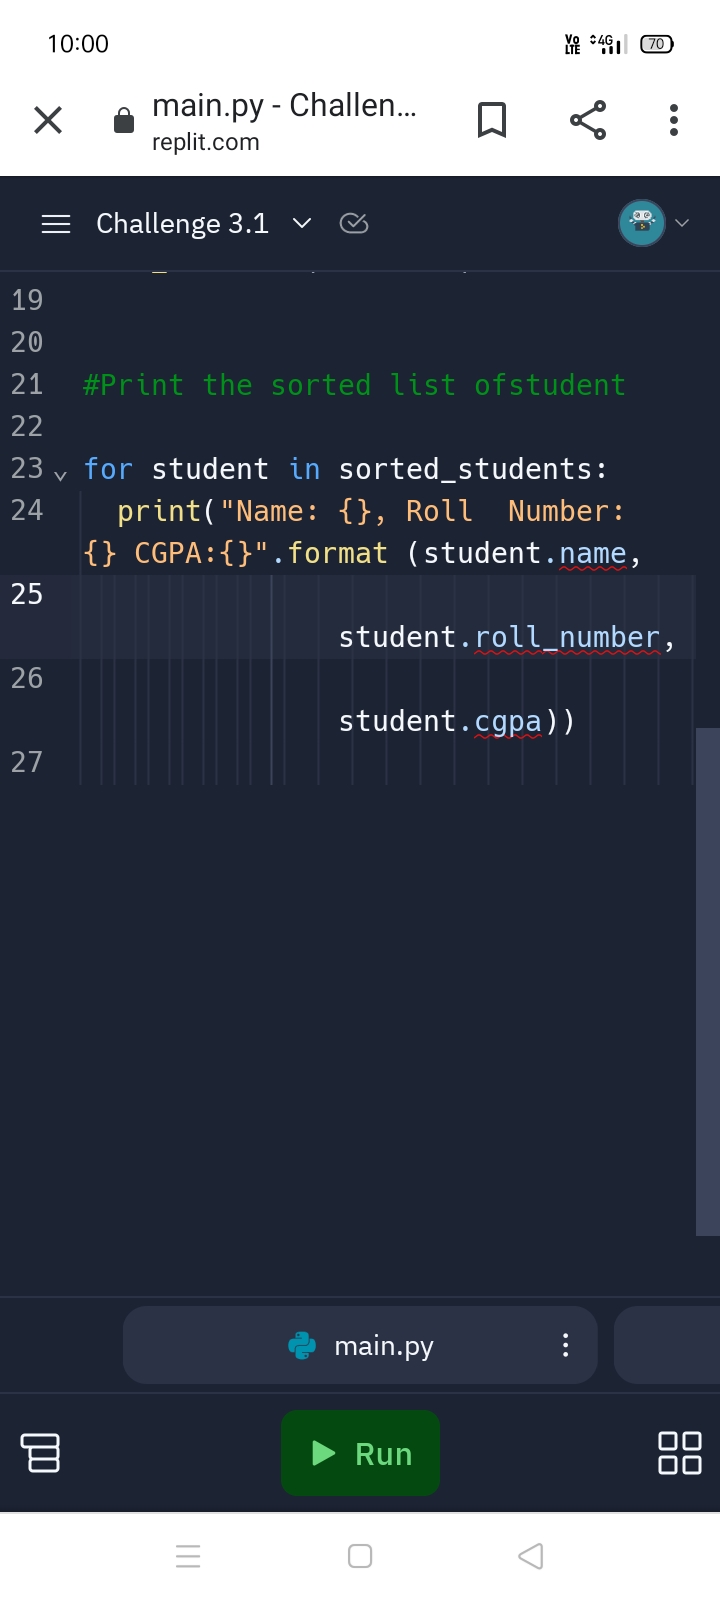 10:00
Vo LTE 4G 70
main.py - Challen...
replit.com
Challenge 3.1
19
20
21 #Print the sorted list ofstudent
22
23 for student in sorted_students:
24   print("Name: {}, Roll  Number:
{} CGPA:{}".format (student.name,
25
student.roll_number,
26
student.cgpa))
27
main.py
Run